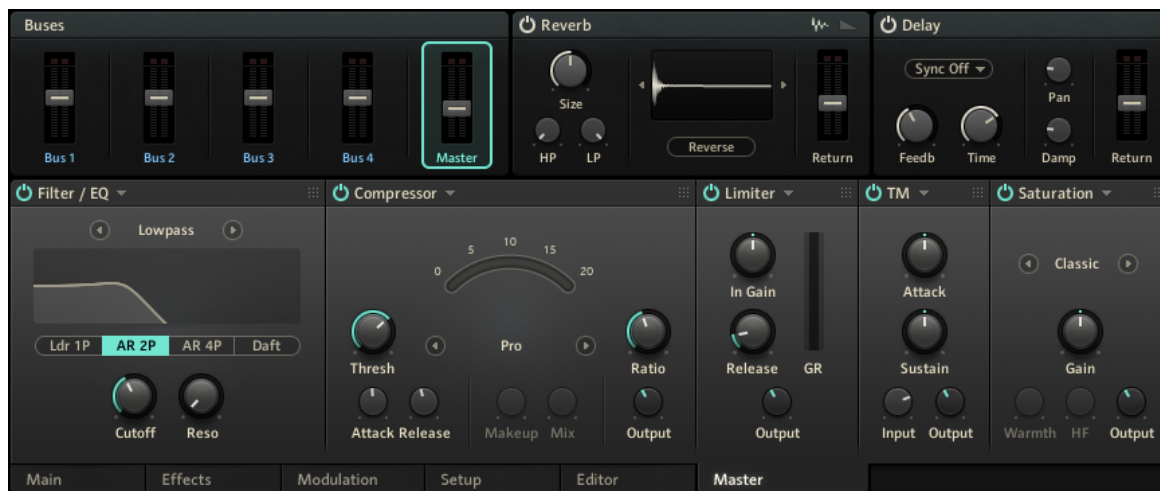 Buses
Reverb
Delay
Sync Off
Size
Pan
Reverse
Bus 1 Bus 2 Bus 3 Bus 4 Master
HP LP Return
Feedb Time Damp Return
Filter / EQ
Compressor
Limiter
TM
Saturation
Lowpass
Ldr 1P AR 2P AR 4P Daft
Cutoff Reso
0 5 10 15 20
Pro
Thresh Ratio
Attack Release Makeup Mix Output
In Gain
Release GR
Output
Attack
Sustain
Input Output
Classic
Gain
Warmth HF Output
Main Effects Modulation Setup Editor Master